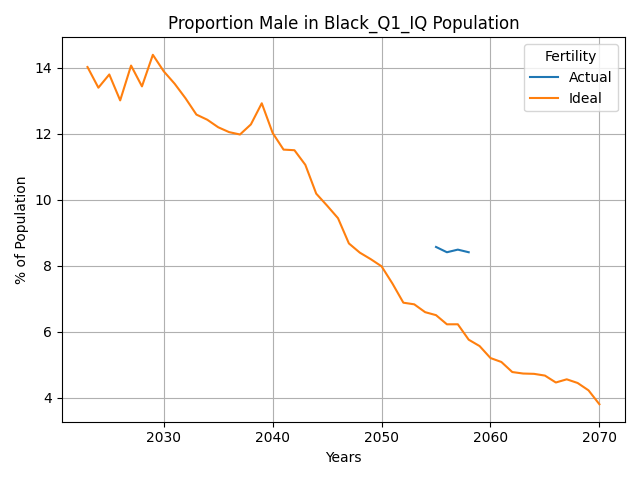 Proportion Male in Black_Q1_IQ Population
Fertility
Actual
Ideal
% of Population
14
12
10
8
6
4
2030
2040
2050
2060
2070
Years